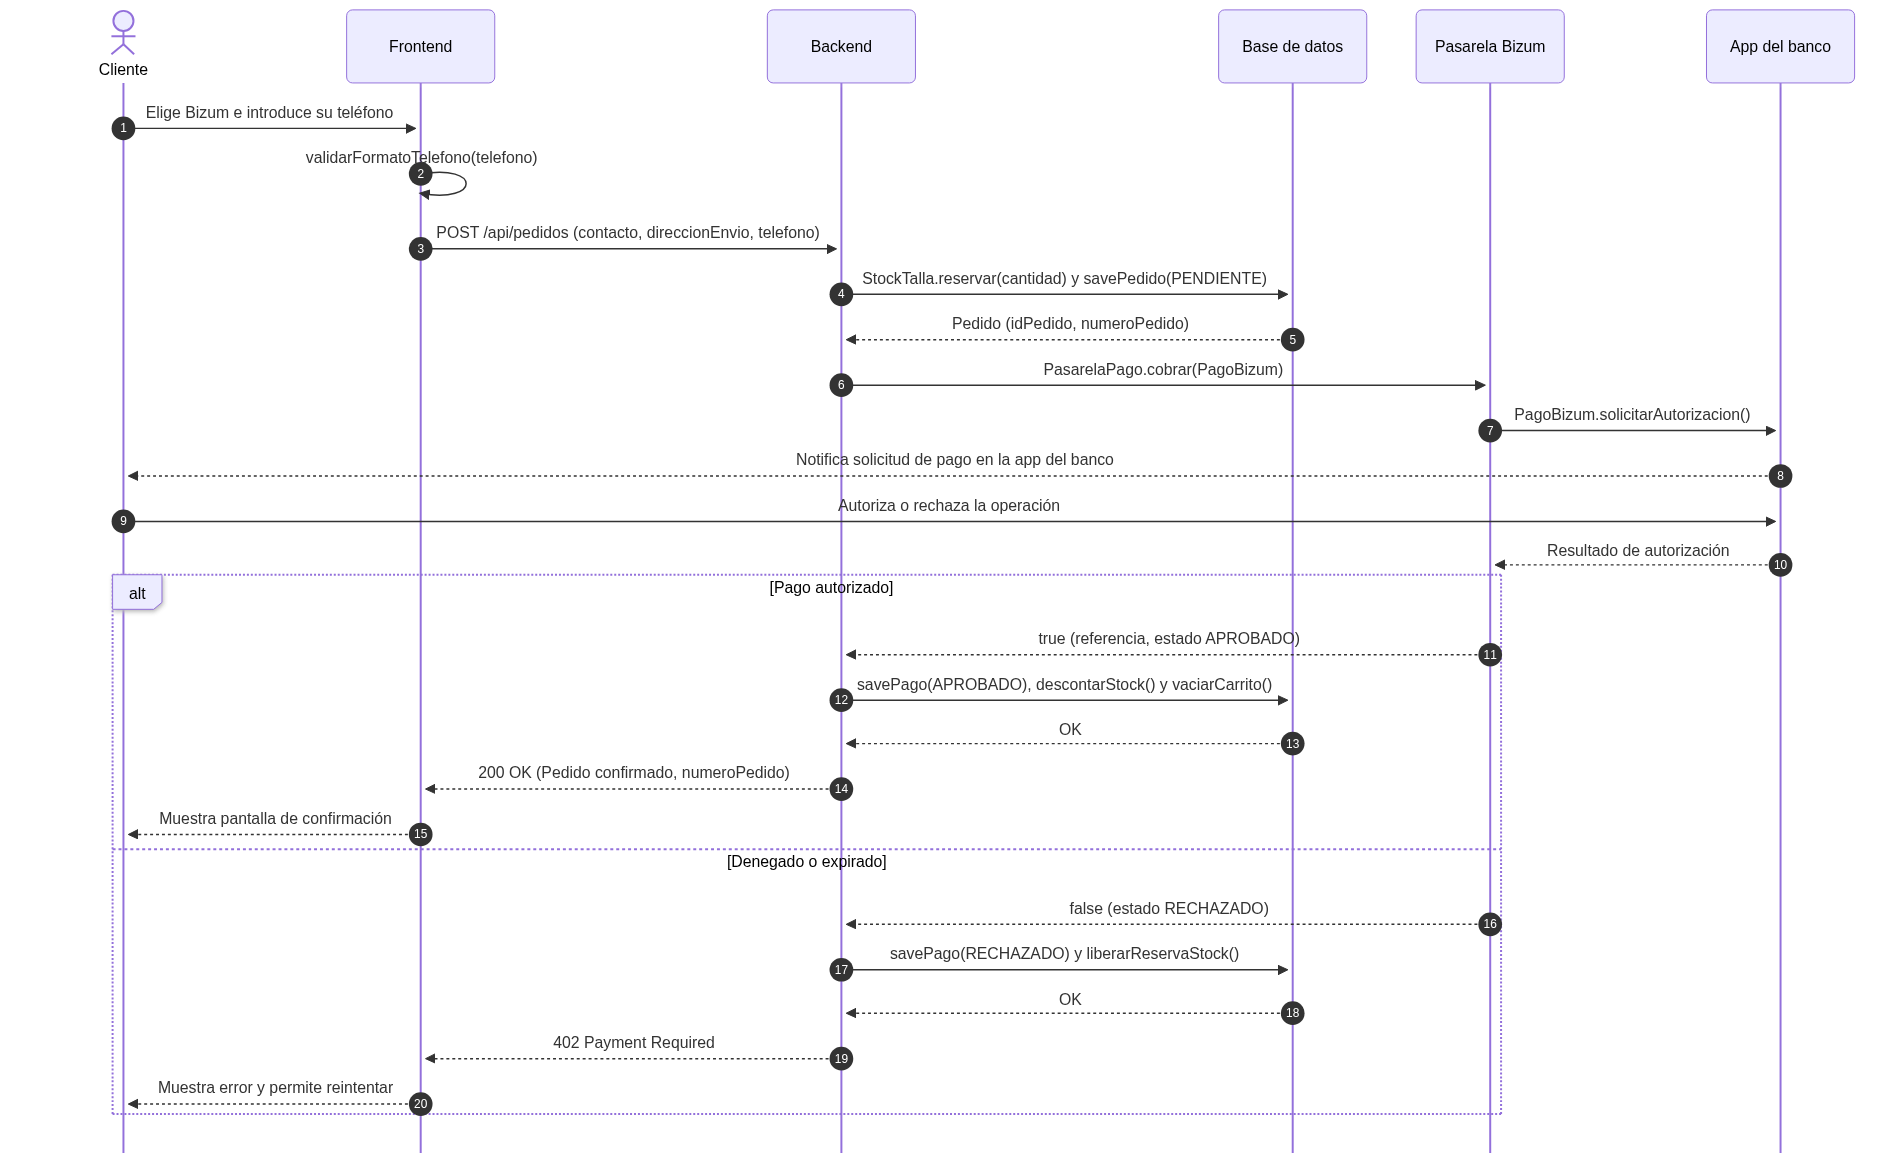 Cliente
Frontend
Backend
Base de datos
Pasarela Bizum
App del banco
Elige Bizum e introduce su teléfono
1
validarFormatoTelefono(telefono)
2
POST /api/pedidos (contacto, direccionEnvio, telefono)
3
StockTalla.reservar(cantidad) y savePedido(PENDIENTE)
4
Pedido (idPedido, numeroPedido)
5
PasarelaPago.cobrar(PagoBizum)
6
PagoBizum.solicitarAutorizacion()
7
Notifica solicitud de pago en la app del banco
8
Autoriza o rechaza la operación
9
Resultado de autorización
10
alt
[Pago autorizado]
true (referencia, estado APROBADO)
11
savePago(APROBADO), descontarStock() y vaciarCarrito()
12
OK
13
200 OK (Pedido confirmado, numeroPedido)
14
Muestra pantalla de confirmación
15
[Denegado o expirado]
false (estado RECHAZADO)
16
savePago(RECHAZADO) y liberarReservaStock()
17
OK
18
402 Payment Required
19
Muestra error y permite reintentar
20